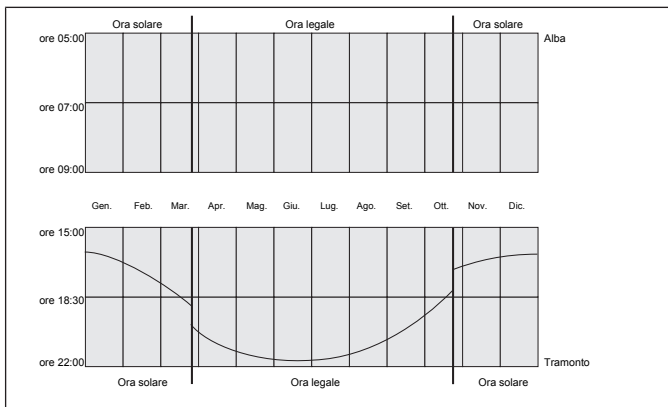 Ora solare Ora legale Ora solare
ore 05:00 Alba
ore 07:00
ore 09:00
Gen. Feb. Mar. Apr. Mag. Giu. Lug. Ago. Set. Ott. Nov. Dic.
ore 15:00
ore 18:30
ore 22:00 Tramonto
Ora solare Ora legale Ora solare